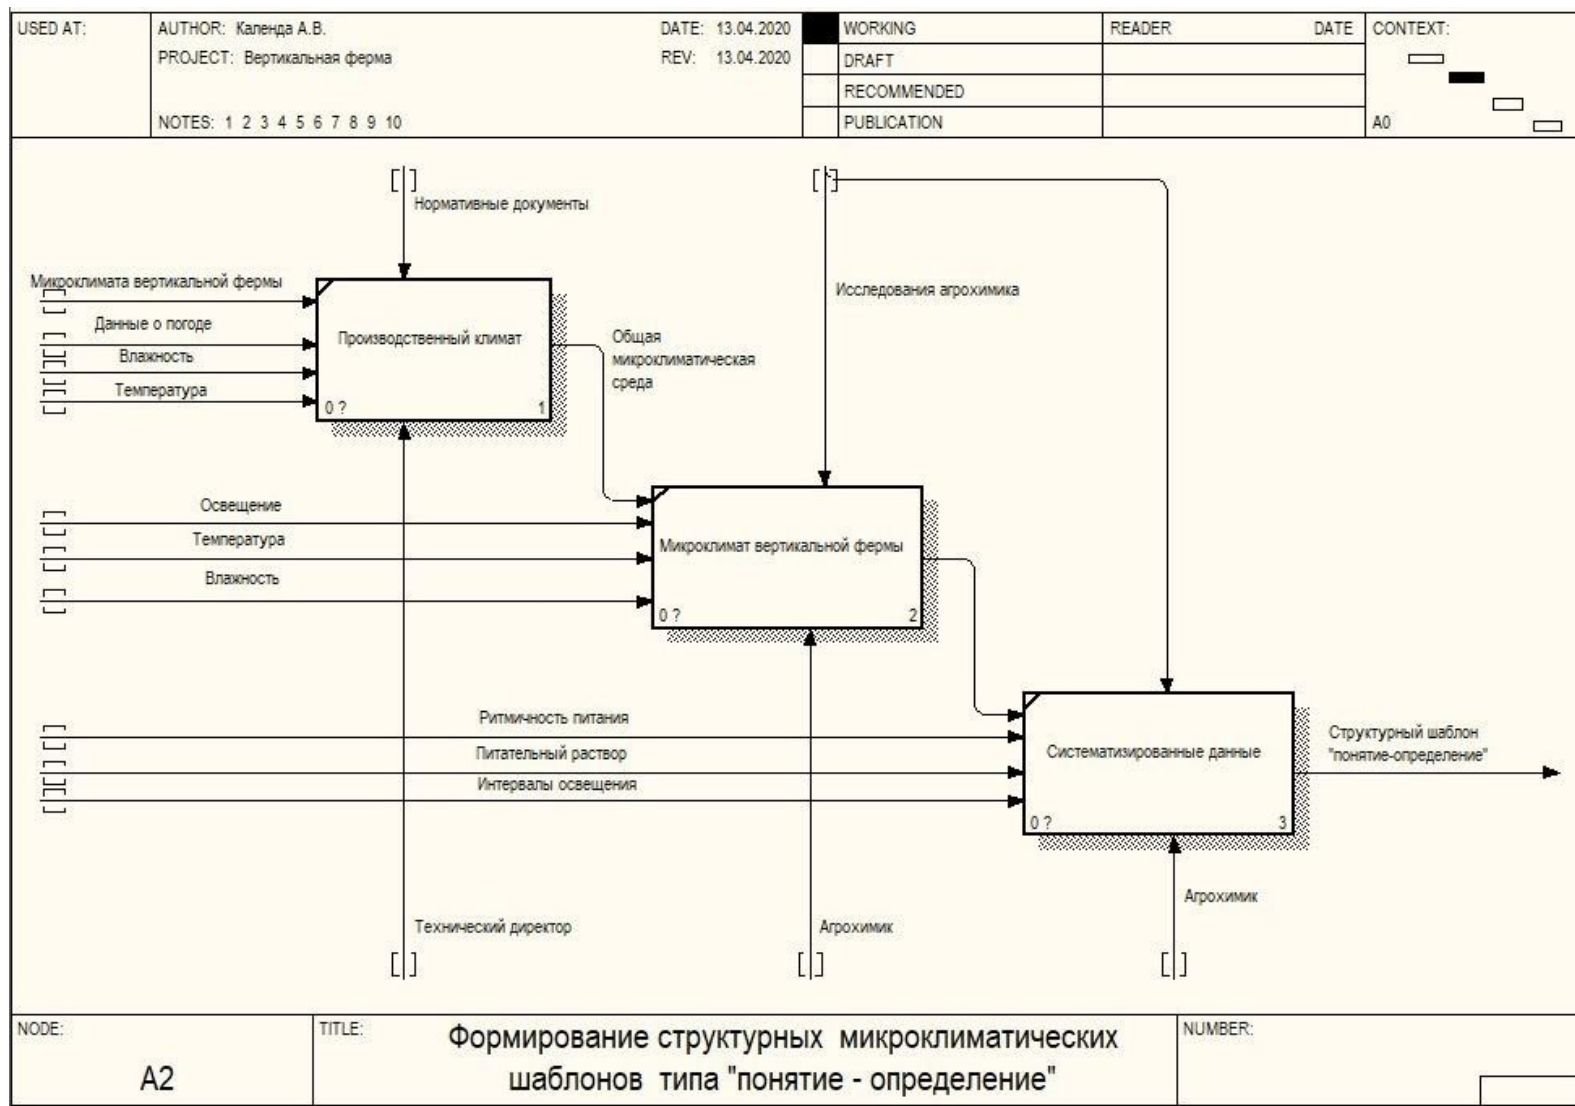 USED AT:
AUTHOR: Календа А.В.
DATE: 13.04.2020
PROJECT: Вертикальная ферма
REV: 13.04.2020
NOTES: 1 2 3 4 5 6 7 8 9 10
WORKING
DRAFT
RECOMMENDED
PUBLICATION
READER
DATE
CONTEXT:
A0
Нормативные документы
Микроклимата вертикальной фермы
Данные о погоде
Влажность
Температура
Производственный климат
0 ?
1
Общая
микроклиматическая
среда
Исследования агрохимика
Освещение
Температура
Влажность
Микроклимат вертикальной фермы
0 ?
2
Ритмичность питания
Питательный раствор
Интервалы освещения
Систематизированные данные
0 ?
3
Структурный шаблон
"понятие-определение"
Технический директор
Агрохимик
Агрохимик
NODE:
A2
TITLE:
Формирование структурных микроклиматических
шаблонов типа "понятие - определение"
NUMBER: